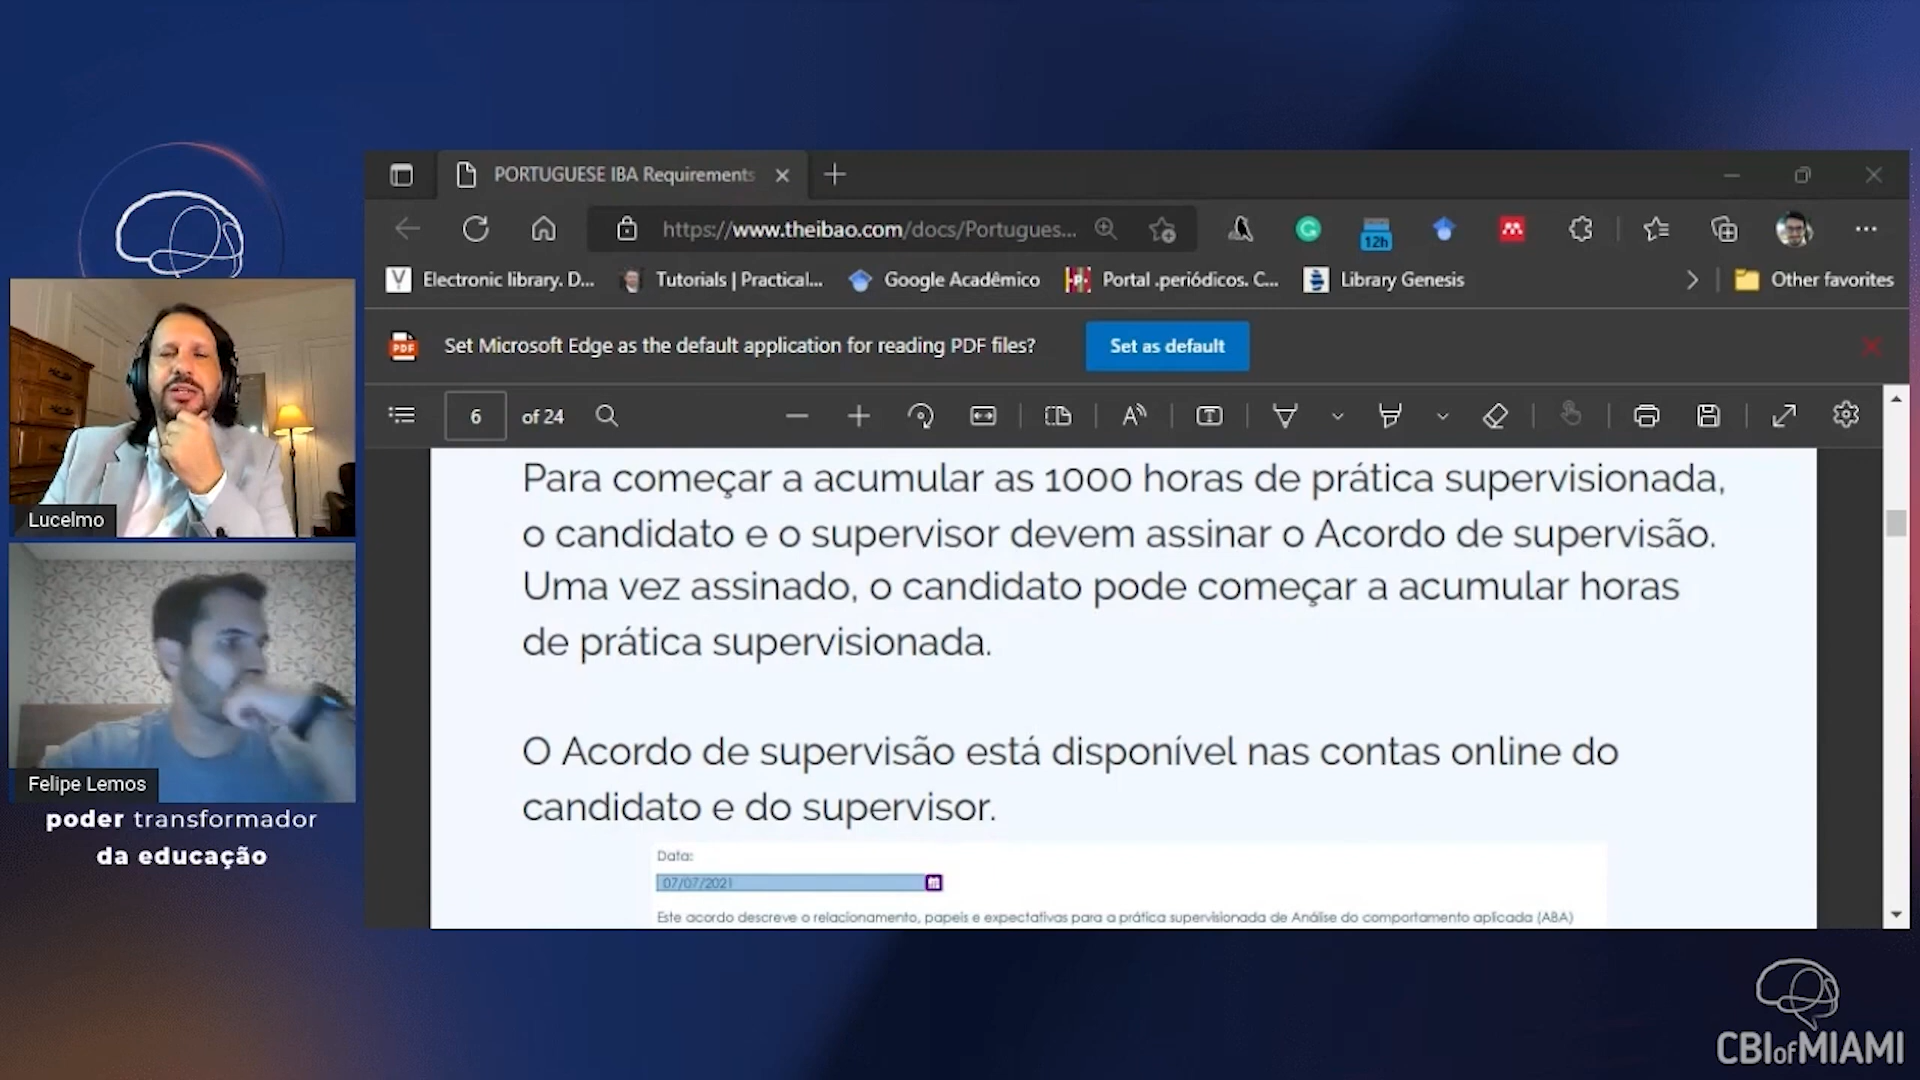 PORTUGUESE IBA Requirements
https://www.theibao.com/docs/Portugues...
12h
Electronic library. D...
Tutorials | Practical...
Google Acadêmico
Portal .periódicos. C...
Library Genesis
Other favorites
PDF
Set Microsoft Edge as the default application for reading PDF files?
Set as default
6 of 24
Para começar a acumular as 1000 horas de prática supervisionada,
o candidato e o supervisor devem assinar o Acordo de supervisão.
Uma vez assinado, o candidato pode começar a acumular horas
de prática supervisionada.
O Acordo de supervisão está disponível nas contas online do
candidato e do supervisor.
Data:
07/07/2021
Este acordo descreve o relacionamento, papeis e expectativas para a prática supervisionada de Análise do comportamento aplicada (ABA)
Lucelmo
Felipe Lemos
poder transformador
da educação
CBIofMIAMI